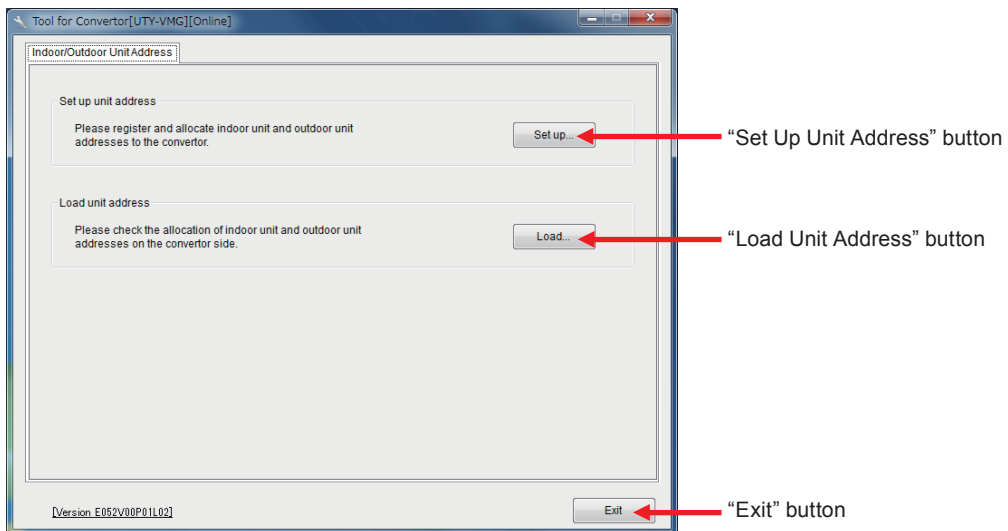 Tool for Convertor[UTY-VMG][Online]
Indoor/Outdoor Unit Address
Set up unit address
Please register and allocate indoor unit and outdoor unit
addresses to the convertor.
Set up...
“Set Up Unit Address” button
Load unit address
Please check the allocation of indoor unit and outdoor unit
addresses on the convertor side.
Load...
“Load Unit Address” button
[Version E052V00P01L02]
Exit
“Exit” button